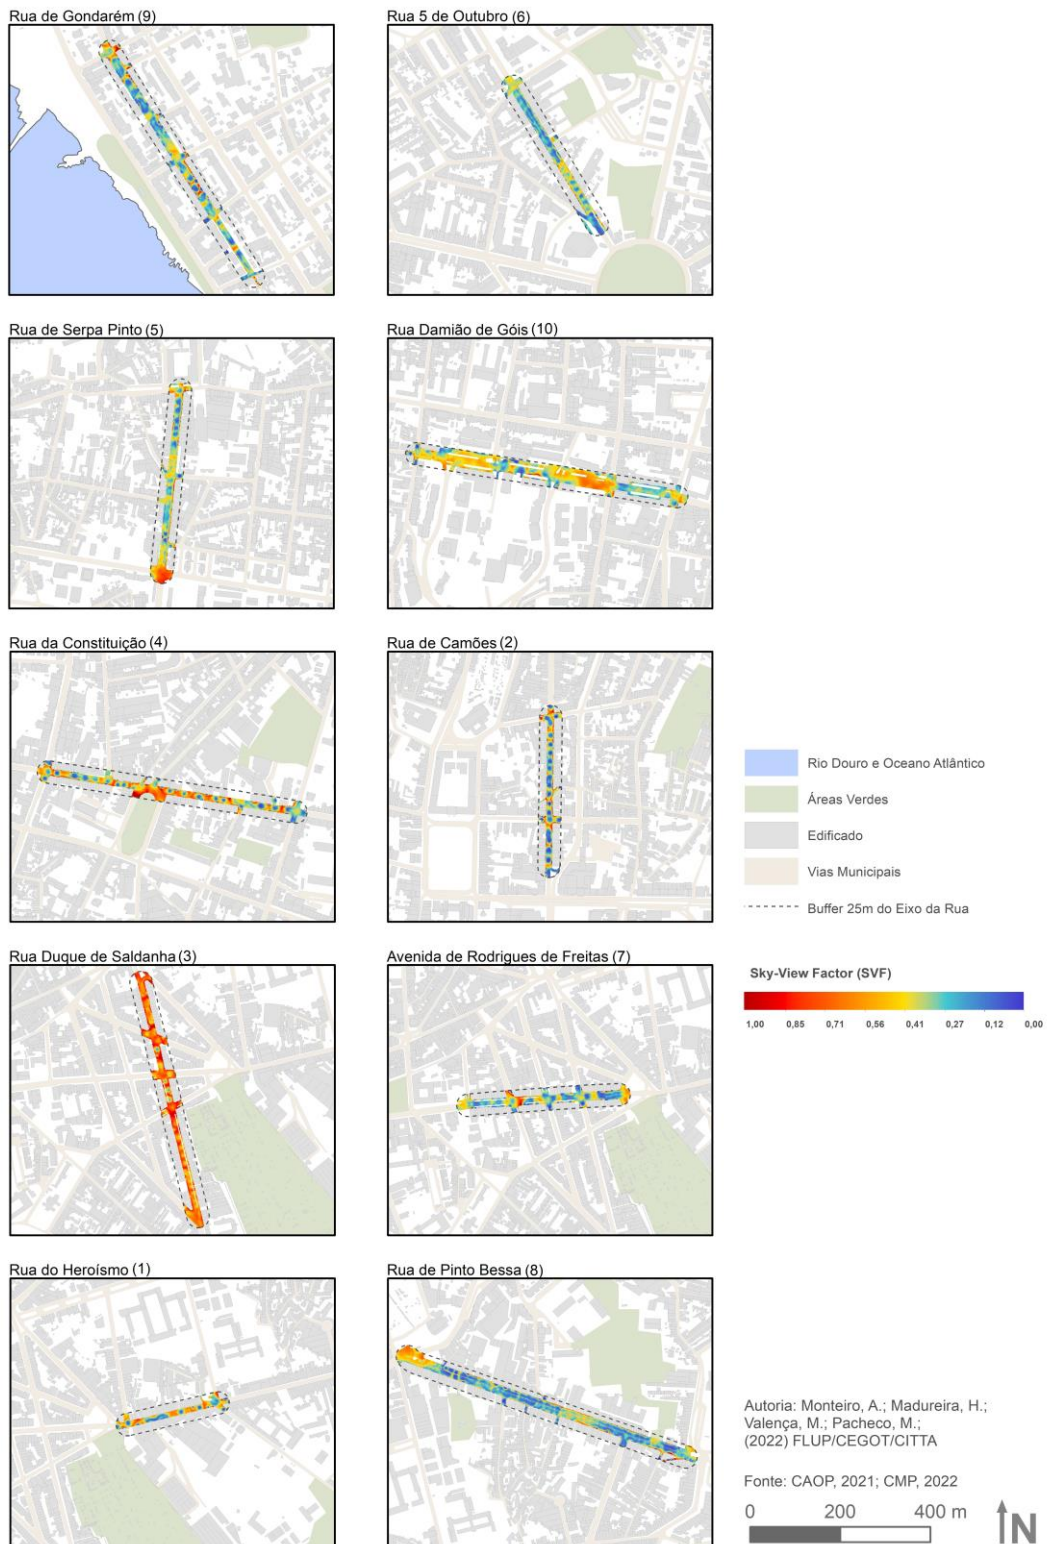 Rua de Gondarém (9)
Rua 5 de Outubro (6)
Rua de Serpa Pinto (5)
Rua Damião de Góis (10)
Rua da Constituição (4)
Rua de Camões (2)
Rio Douro e Oceano Atlântico
Áreas Verdes
Edificado
Vias Municipais
Buffer 25m do Eixo da Rua
Rua Duque de Saldanha (3)
Avenida de Rodrigues de Freitas (7)
Sky-View Factor (SVF)
1,00 0,85 0,71 0,56 0,41 0,27 0,12 0,00
Rua do Heroísmo (1)
Rua de Pinto Bessa (8)
Autoria: Monteiro, A.; Madureira, H.;
Valença, M.; Pacheco, M.;
(2022) FLUP/CEGOT/CITTA
Fonte: CAOP, 2021; CMP, 2022
0 200 400 m
N